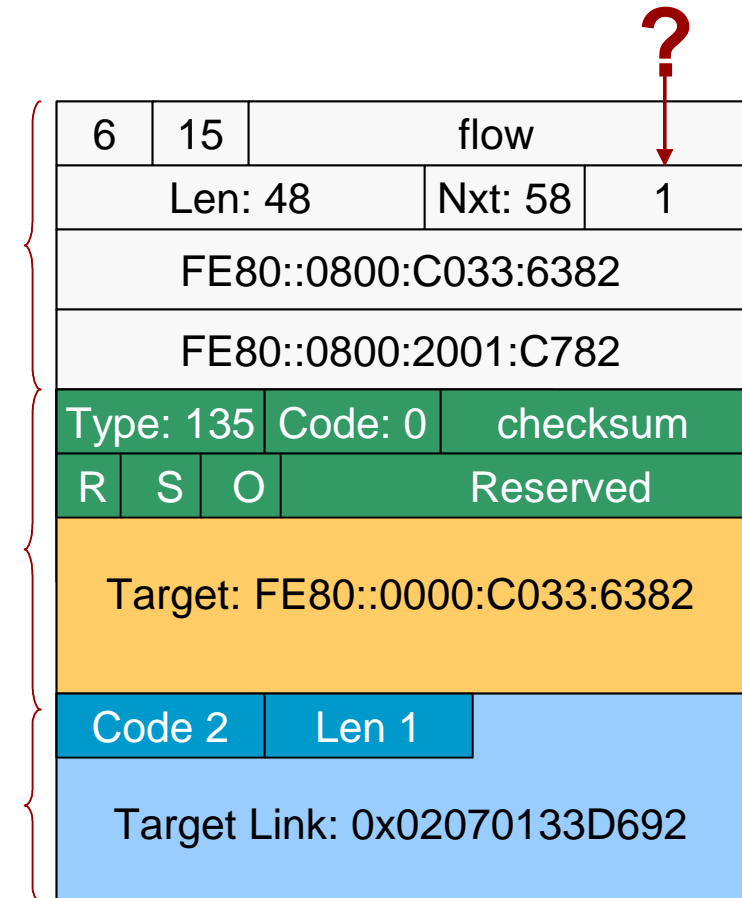 ?
6 15 flow
Len: 48 Nxt: 58 1
FE80::0800:C033:6382
FE80::0800:2001:C782
Type: 135 Code: 0 checksum
R S O Reserved
Target: FE80::0000:C033:6382
Code 2 Len 1
Target Link: 0x02070133D692